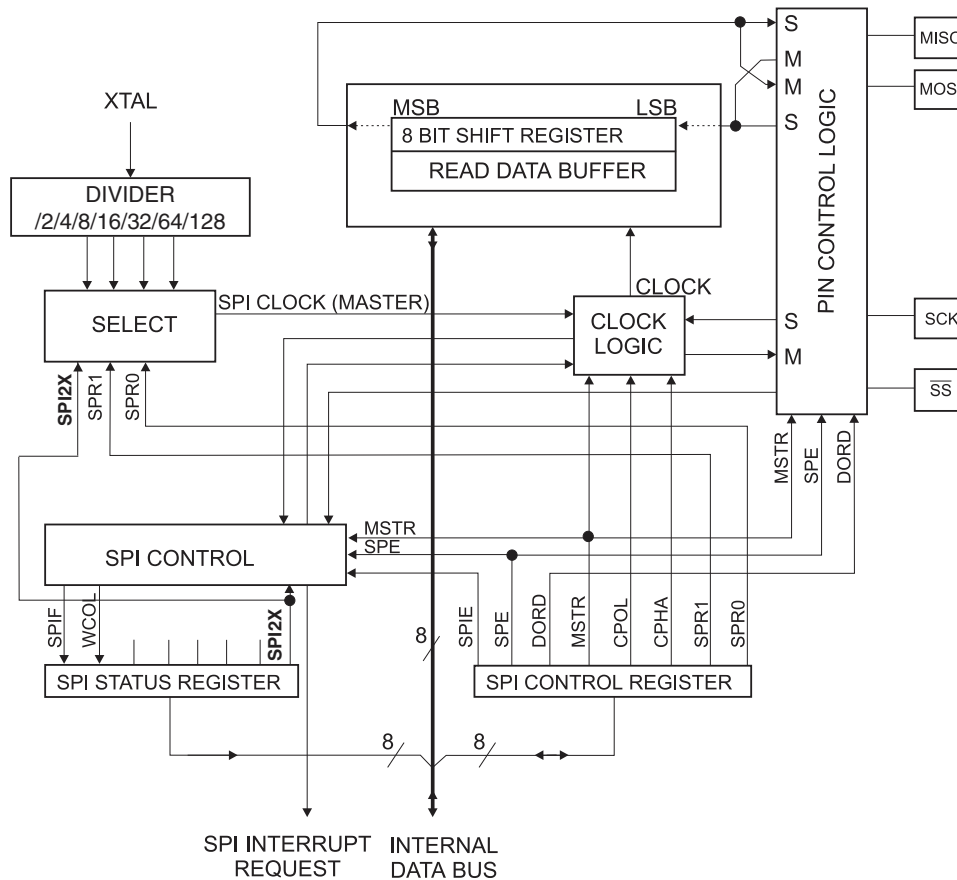 S
MISO
M
M
MOSI
XTAL
MSB
LSB
S
8 BIT SHIFT REGISTER
READ DATA BUFFER
PIN CONTROL LOGIC
DIVIDER
/2/4/8/16/32/64/128
SPI CLOCK (MASTER)
CLOCK
SELECT
CLOCK
LOGIC
S
SCK
M
SPI2X
SPR1
SPR0
SS
MSTR
SPE
DORD
MSTR
SPE
SPI CONTROL
SPIF
WCOL
SPI2X
8
SPIE
SPE
DORD
MSTR
CPOL
CPHA
SPR1
SPR0
SPI STATUS REGISTER
SPI CONTROL REGISTER
8
8
SPI INTERRUPT
REQUEST
INTERNAL
DATA BUS